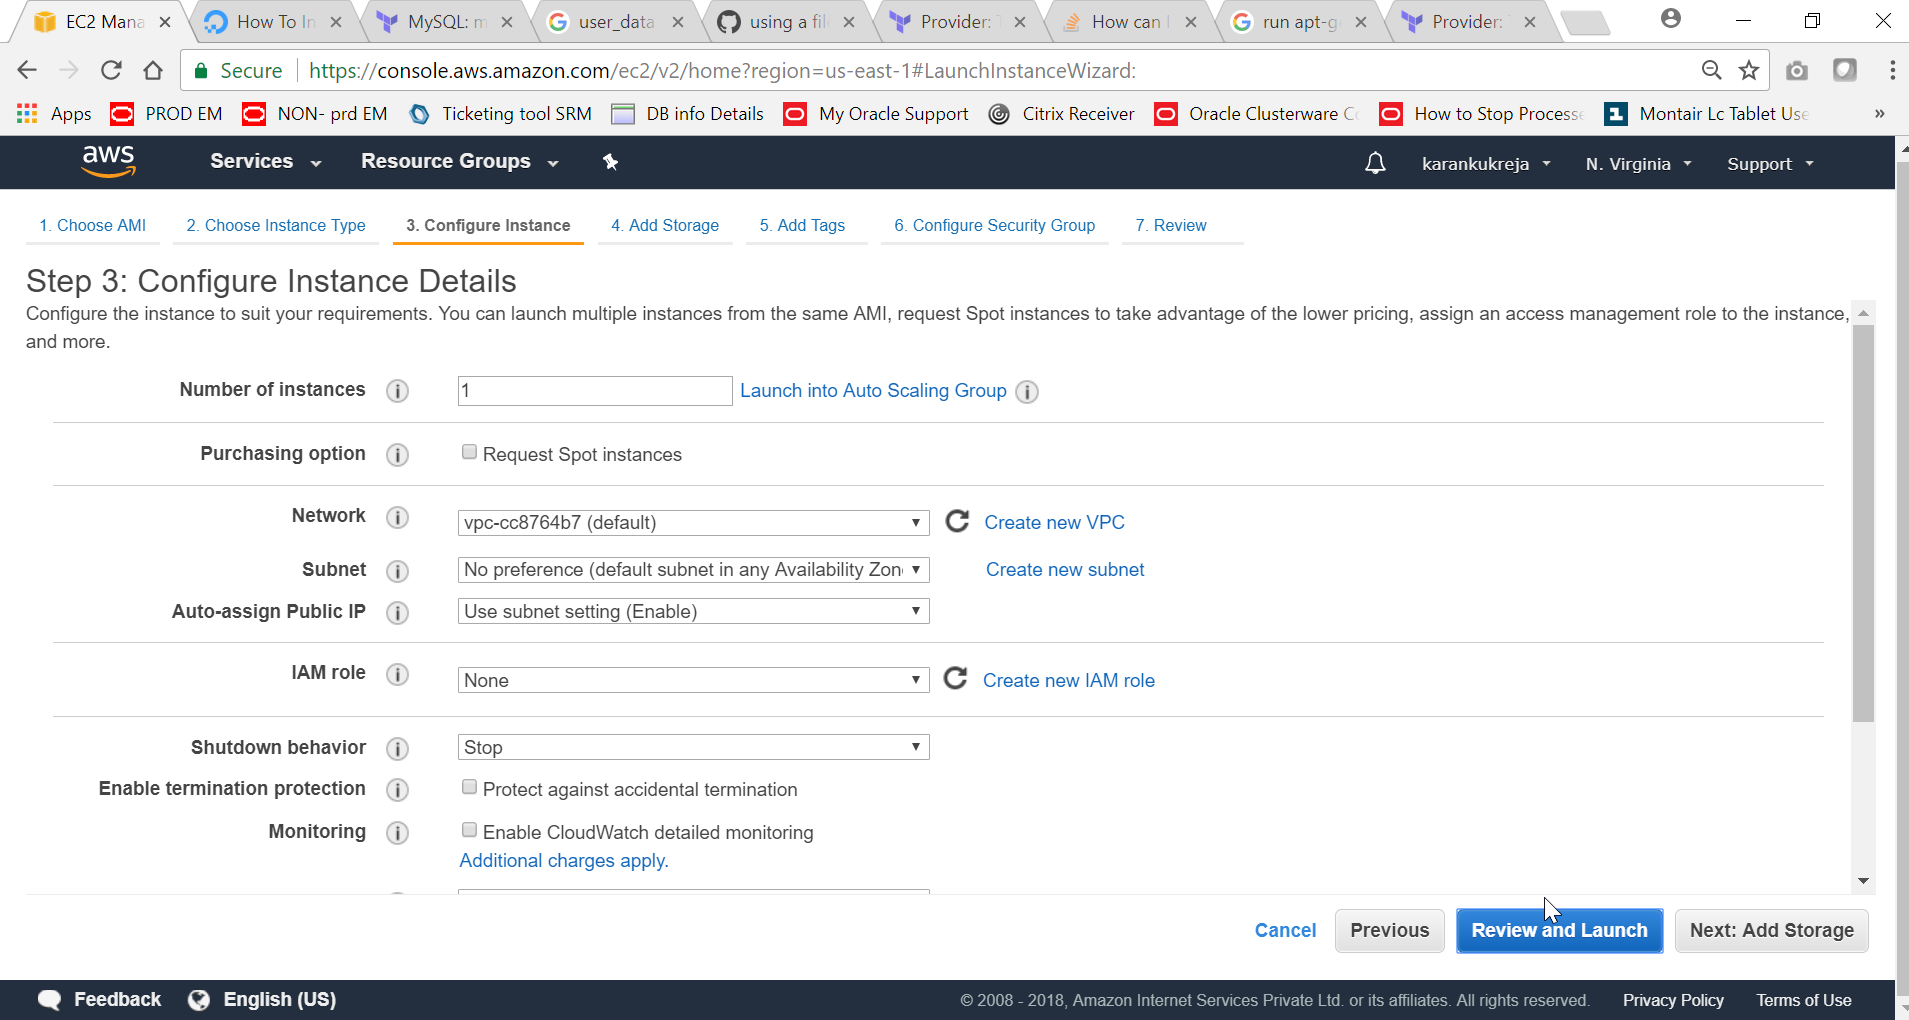 EC2 Mana
How To In
MySQL: m
user_data
using a fil
Provider: T
How can I
run apt-g
Provider: T
Secure
https://console.aws.amazon.com/ec2/v2/home?region=us-east-1#LaunchInstanceWizard:
Apps
PROD EM
NON- prd EM
Ticketing tool SRM
DB info Details
My Oracle Support
Citrix Receiver
Oracle Clusterware Co
How to Stop Processe
1
Montair Lc Tablet Use
»
aws
Services
Resource Groups
karankukreja
N. Virginia
Support
1. Choose AMI
2. Choose Instance Type
3. Configure Instance
4. Add Storage
5. Add Tags
6. Configure Security Group
7. Review
Step 3: Configure Instance Details
Configure the instance to suit your requirements. You can launch multiple instances from the same AMI, request Spot instances to take advantage of the lower pricing, assign an access management role to the instance,
and more.
Number of instances
1
Launch into Auto Scaling Group
Purchasing option
Request Spot instances
Network
vpc-cc8764b7 (default)
Create new VPC
Subnet
No preference (default subnet in any Availability Zon
Create new subnet
Auto-assign Public IP
Use subnet setting (Enable)
IAM role
None
Create new IAM role
Shutdown behavior
Stop
Enable termination protection
Protect against accidental termination
Monitoring
Enable CloudWatch detailed monitoring
Additional charges apply.
Cancel
Previous
Review and Launch
Next: Add Storage
Feedback
English (US)
© 2008 - 2018, Amazon Internet Services Private Ltd. or its affiliates. All rights reserved.
Privacy Policy
Terms of Use